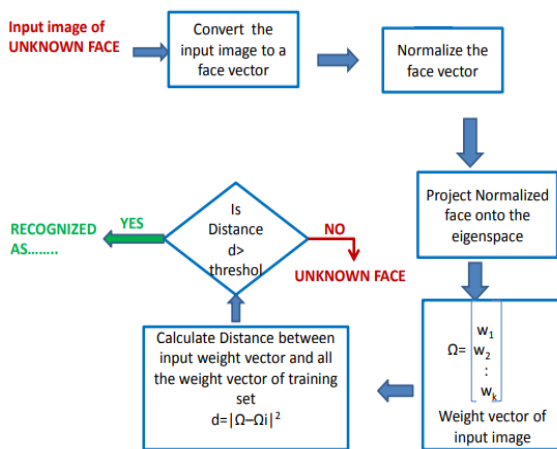 Input image of
UNKNOWN FACE
Convert the
input image to a
face vector
Normalize the
face vector
Project Normalized
face onto the
eigenspace
Ω=
w₁
w₂
:
wₖ
Weight vector of
input image
Calculate Distance between
input weight vector and all
the weight vector of training
set
d=|Ω–Ωi|²
Is
Distance
d>
threshol
YES
RECOGNIZED
AS........
NO
UNKNOWN FACE